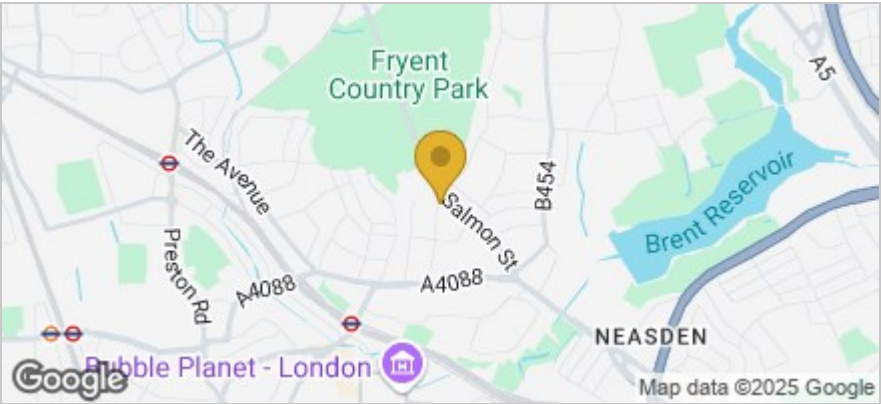 Fryent
Country Park
A5
The Avenue
B454
Salmon St
Brent Reservoir
Preston Rd
A4088
A4088
NEASDEN
Bubble Planet - London
Google
Map data ©2025 Google